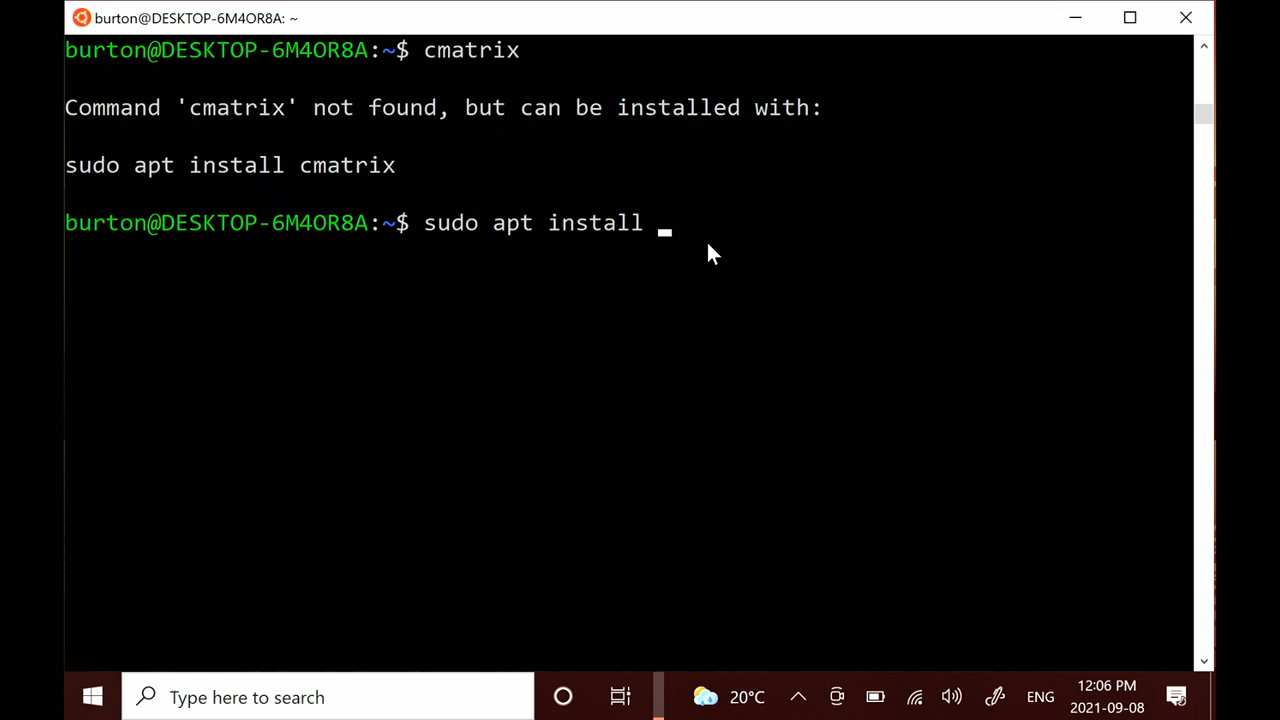 burton@DESKTOP-6M4OR8A: ~
burton@DESKTOP-6M4OR8A:~$ cmatrix
Command 'cmatrix' not found, but can be installed with:
sudo apt install cmatrix
burton@DESKTOP-6M4OR8A:~$ sudo apt install
Type here to search
20°C
ENG
12:06 PM
2021-09-08